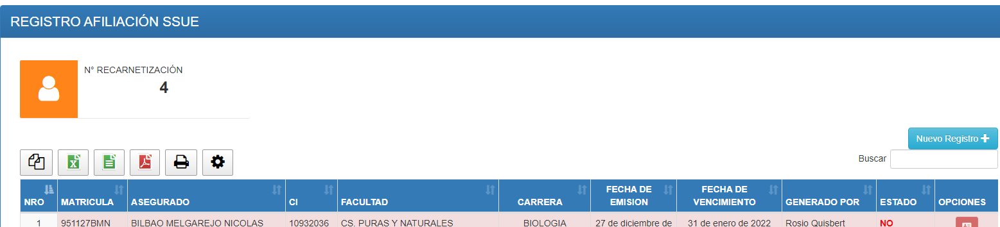 REGISTRO AFILIACIÓN SSUE
N° RECARNETIZACIÓN
4
Nuevo Registro
Buscar
NRO MATRICULA ASEGURADO CI FACULTAD CARRERA FECHA DE EMISION FECHA DE VENCIMIENTO GENERADO POR ESTADO OPCIONES
1 951127BMN BILBAO MELGAREJO NICOLAS 10932036 CS. PURAS Y NATURALES BIOLOGIA 27 de diciembre de 31 de enero de 2022 Rosio Quisbert NO